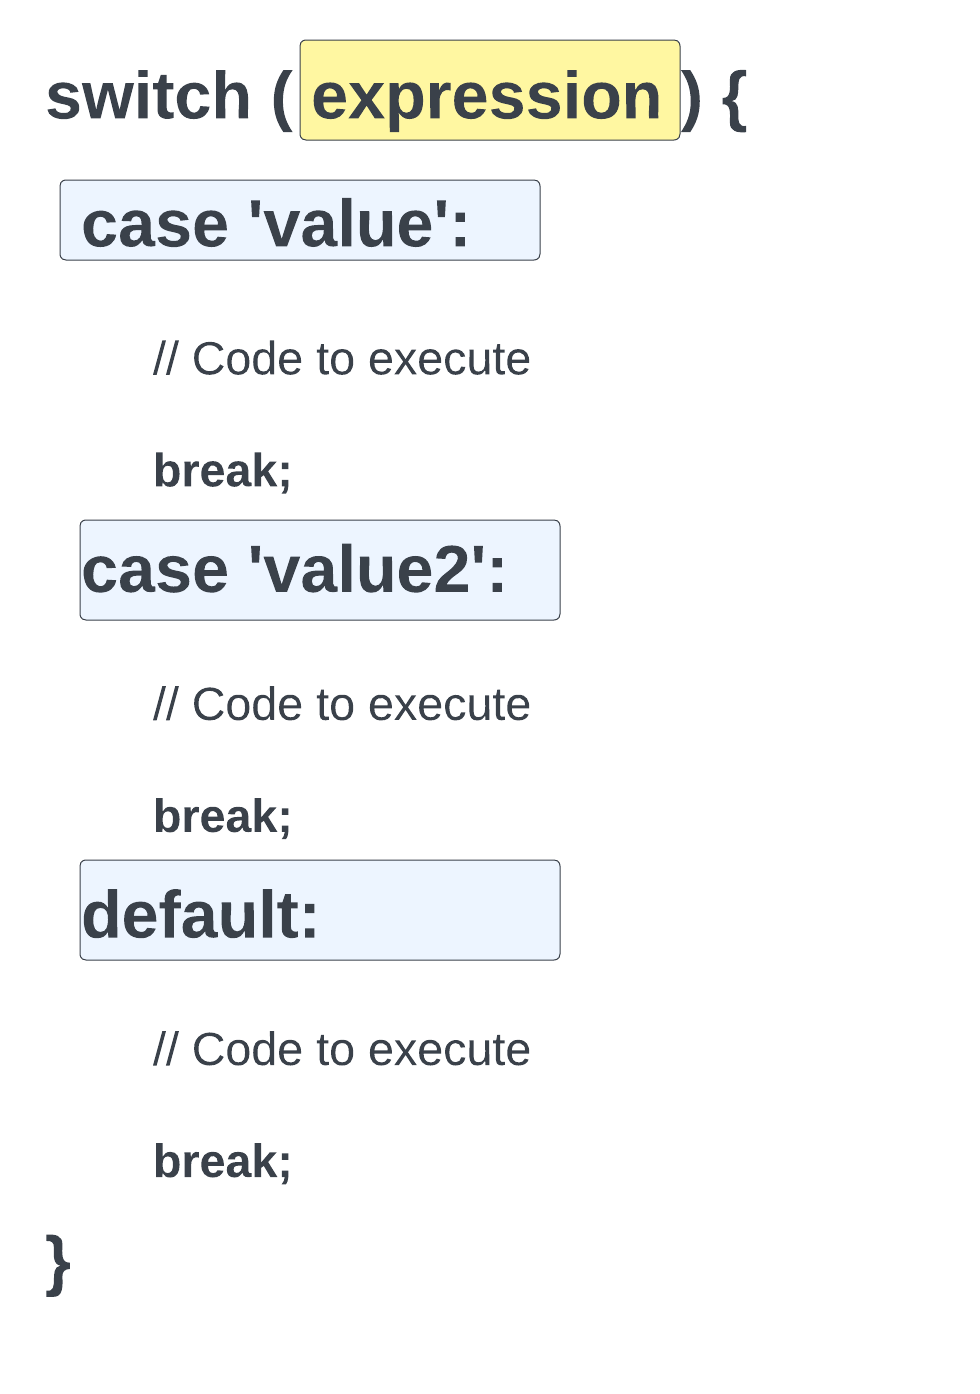 switch ( expression) {
case 'value':
// Code to execute
break;
case 'value2':
// Code to execute
break;
default:
// Code to execute
break;
}